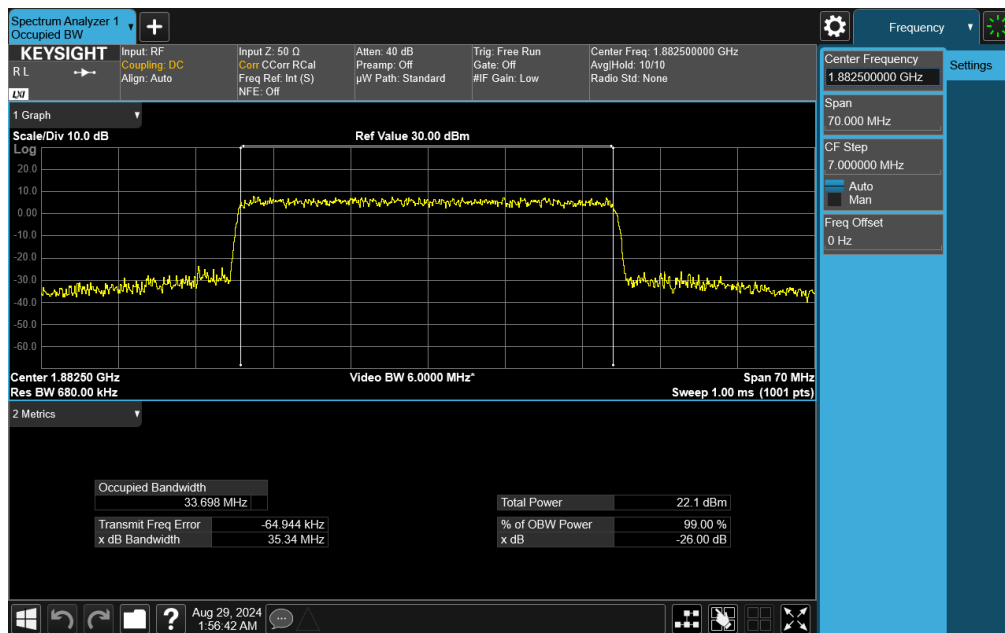 Spectrum Analyzer 1
Occupied BW
Frequency
KEYSIGHT
R L
LXI
Input: RF
Coupling: DC
Align: Auto
Input Z: 50 Ω
Corr CCorr RCal
Freq Ref: Int (S)
NFE: Off
Atten: 40 dB
Preamp: Off
µW Path: Standard
Trig: Free Run
Gate: Off
#IF Gain: Low
Center Freq: 1.882500000 GHz
Avg|Hold: 10/10
Radio Std: None
Center Frequency
1.882500000 GHz
Settings
Span
70.000 MHz
CF Step
7.000000 MHz
Auto
Man
Freq Offset
0 Hz
1 Graph
Scale/Div 10.0 dB
Ref Value 30.00 dBm
Log
20.0
10.0
0.00
-10.0
-20.0
-30.0
-40.0
-50.0
-60.0
Center 1.88250 GHz
Video BW 6.0000 MHz*
Span 70 MHz
Res BW 680.00 kHz
Sweep 1.00 ms (1001 pts)
2 Metrics
Occupied Bandwidth
33.698 MHz
Total Power 22.1 dBm
Transmit Freq Error -64.944 kHz
% of OBW Power 99.00 %
x dB Bandwidth 35.34 MHz
x dB -26.00 dB
Aug 29, 2024
1:56:42 AM